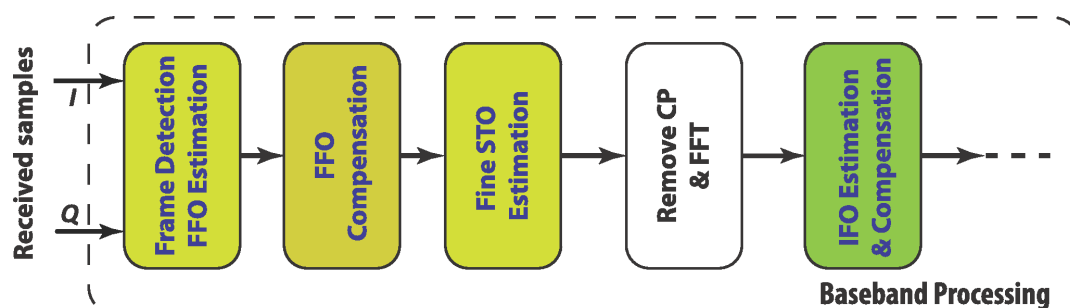 Received samples
I
Q
Frame Detection
FFO Estimation
FFO
Compensation
Fine STO
Estimation
Remove CP
& FFT
IFO Estimation
& Compensation
Baseband Processing